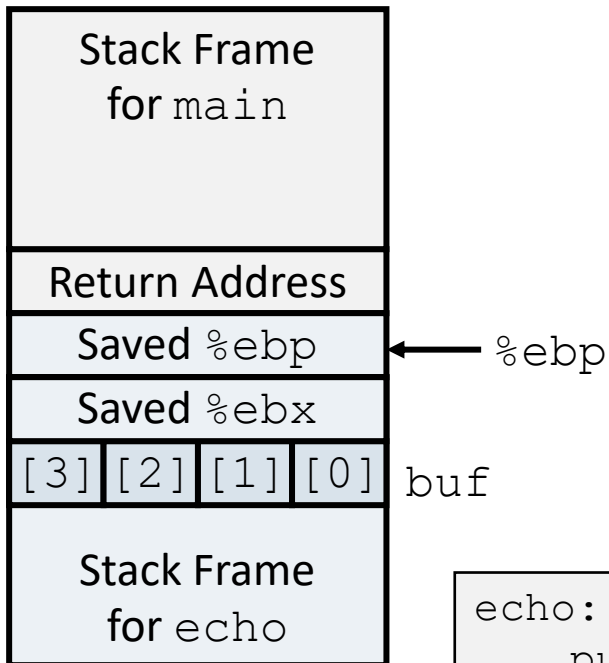 Stack Frame
for main
Return Address
Saved %ebp
%ebp
Saved %ebx
[3] [2] [1] [0]
buf
Stack Frame
for echo
echo: